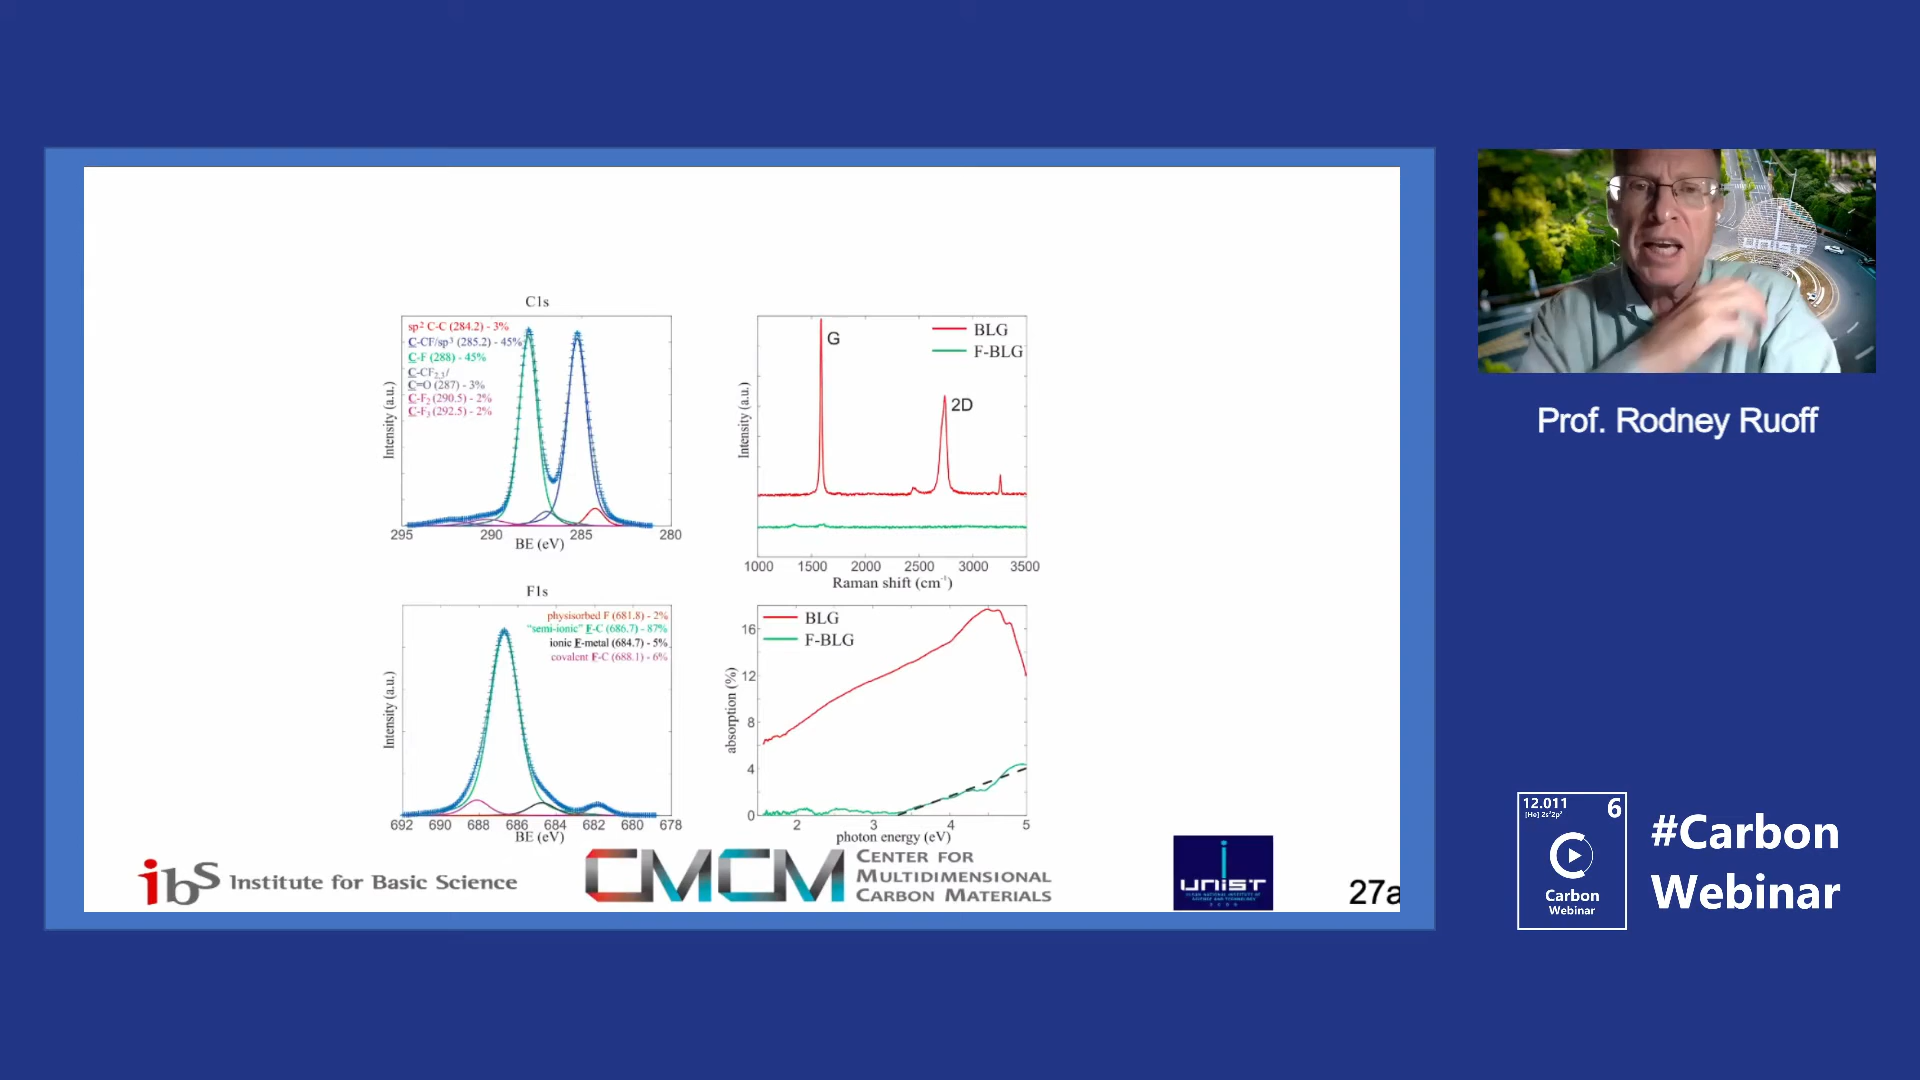 C1s
sp² C-C (284.2) - 3%
C-CF/sp³ (285.2) - 45%
C-F (288) - 45%
C-CF₂,₃/
C=O (287) - 3%
C-F₂ (290.5) - 2%
C-F₃ (292.5) - 2%
Intensity (a.u.)
295 290 285 280
BE (eV)
G
2D
BLG
F-BLG
Intensity (a.u.)
1000 1500 2000 2500 3000 3500
Raman shift (cm⁻¹)
F1s
physisorbed F (681.8) - 2%
"semi-ionic" F-C (686.7) - 87%
ionic F-metal (684.7) - 5%
covalent F-C (688.1) - 6%
Intensity (a.u.)
692 690 688 686 684 682 680 678
BE (eV)
BLG
F-BLG
absorption (%)
16
12
8
4
0
2 3 4 5
photon energy (eV)
ibS Institute for Basic Science
CMCM
CENTER FOR
MULTIDIMENSIONAL
CARBON MATERIALS
UNIST
27a
Prof. Rodney Ruoff
12.011 6
[He] 2s²2p²
Carbon
Webinar
#Carbon
Webinar